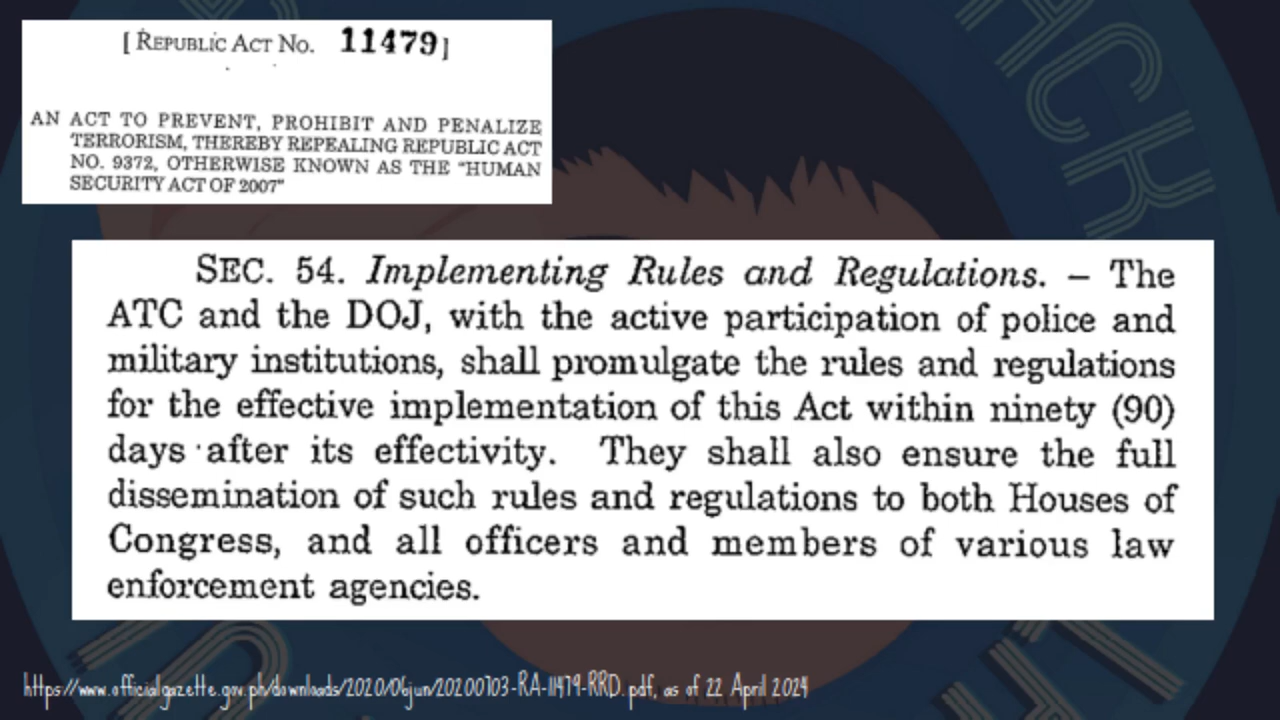 [ REPUBLIC ACT NO. 11479 ]
AN ACT TO PREVENT, PROHIBIT AND PENALIZE
TERRORISM, THEREBY REPEALING REPUBLIC ACT
NO. 9372, OTHERWISE KNOWN AS THE "HUMAN
SECURITY ACT OF 2007"
SEC. 54. Implementing Rules and Regulations. – The
ATC and the DOJ, with the active participation of police and
military institutions, shall promulgate the rules and regulations
for the effective implementation of this Act within ninety (90)
days after its effectivity. They shall also ensure the full
dissemination of such rules and regulations to both Houses of
Congress, and all officers and members of various law
enforcement agencies.
https://www.officialgazette.gov.ph/downloads/2020/06jun/20200703-RA-11479-RRD.pdf, as of 22 April 2024